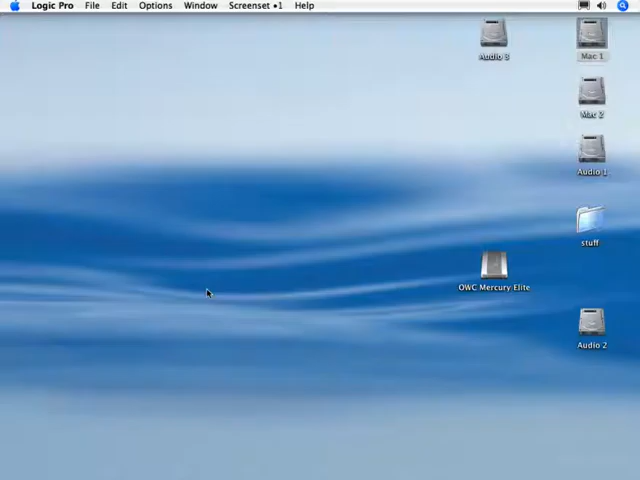 Logic Pro File Edit Options Window Screenset •1 Help
Audio 3
Mac 1
Mac 2
Audio 1
stuff
OWC Mercury Elite
Audio 2